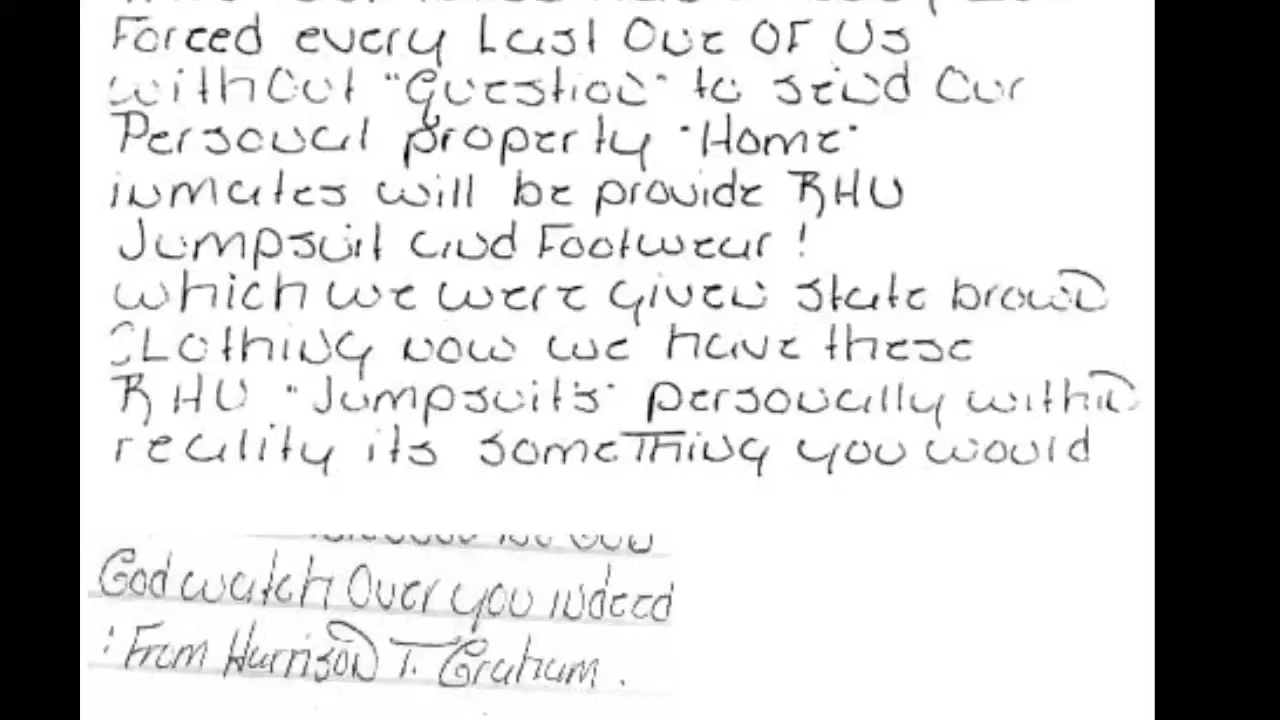 Forced every Last One OF Us
without "Question" to send Our
Personal property "Home"
inmates will be provide RHU
Jumpsuit and Footwear !
which we were given state brown
CLothing now we have these
RHU "Jumpsuits" personally within
reality its someThing you would
God watch Over you indeed
: From Harrison T. Graham .